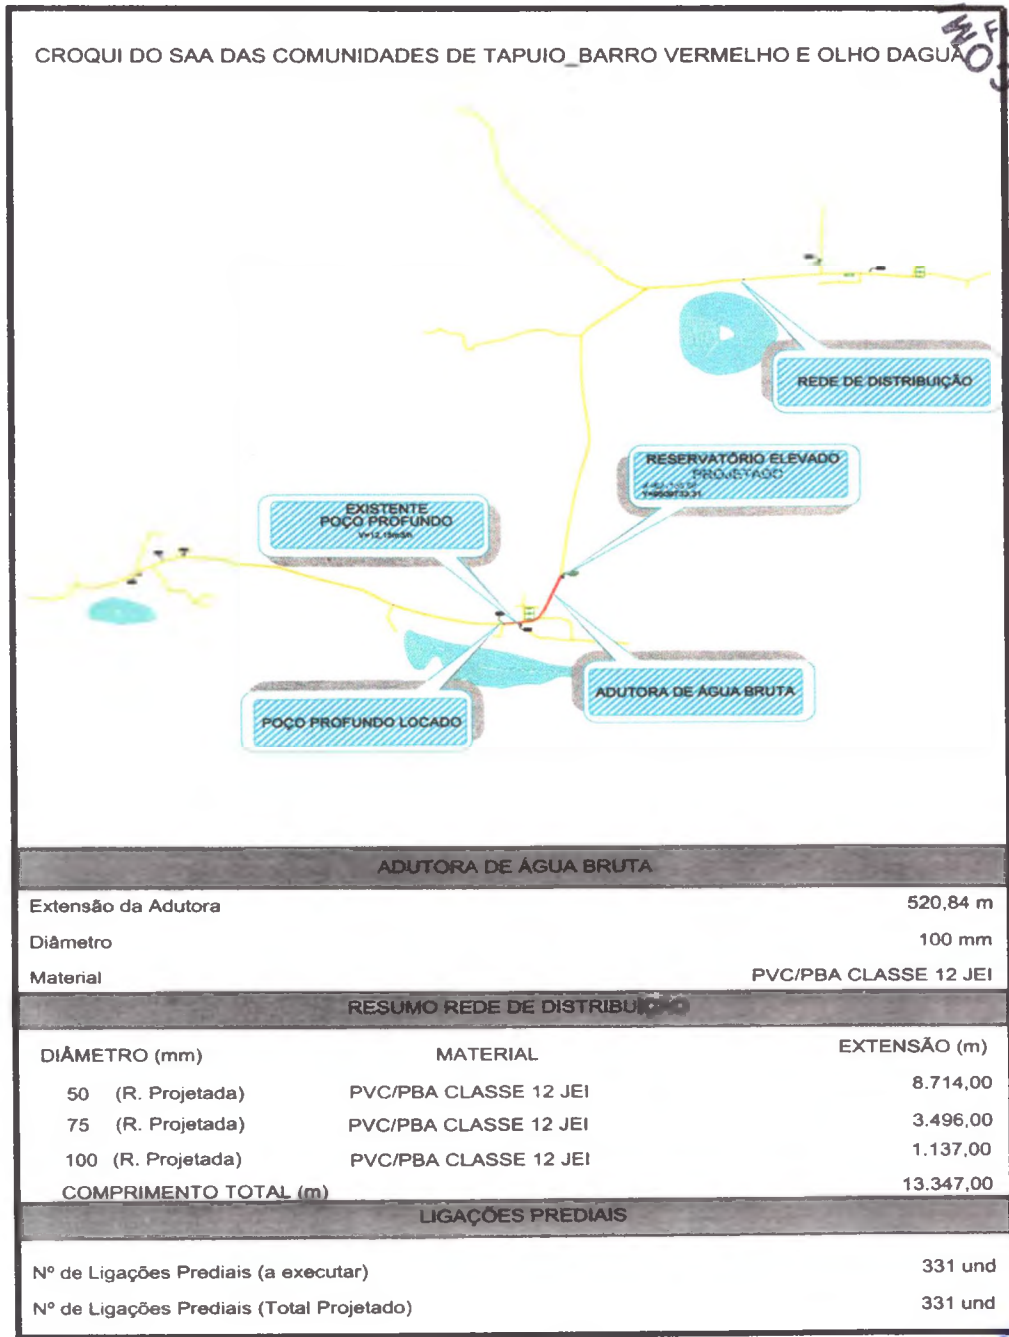 CROQUI DO SAA DAS COMUNIDADES DE TAPUIO_BARRO VERMELHO E OLHO DAGUA
COM
REDE DE DISTRIBUIÇÃO
RESERVATÓRIO ELEVADO
PROJETADO
EXISTENTE
POÇO PROFUNDO
V=12,15m3/h
ADUTORA DE ÁGUA BRUTA
POÇO PROFUNDO LOCADO
ADUTORA DE ÁGUA BRUTA
Extensão da Adutora 520,84 m
Diâmetro 100 mm
Material PVC/PBA CLASSE 12 JEI
RESUMO REDE DE DISTRIBUIÇÃO
DIÂMETRO (mm) MATERIAL EXTENSÃO (m)
50 (R. Projetada) PVC/PBA CLASSE 12 JEI 8.714,00
75 (R. Projetada) PVC/PBA CLASSE 12 JEI 3.496,00
100 (R. Projetada) PVC/PBA CLASSE 12 JEI 1.137,00
COMPRIMENTO TOTAL (m) 13.347,00
LIGAÇÕES PREDIAIS
Nº de Ligações Prediais (a executar) 331 und
Nº de Ligações Prediais (Total Projetado) 331 und